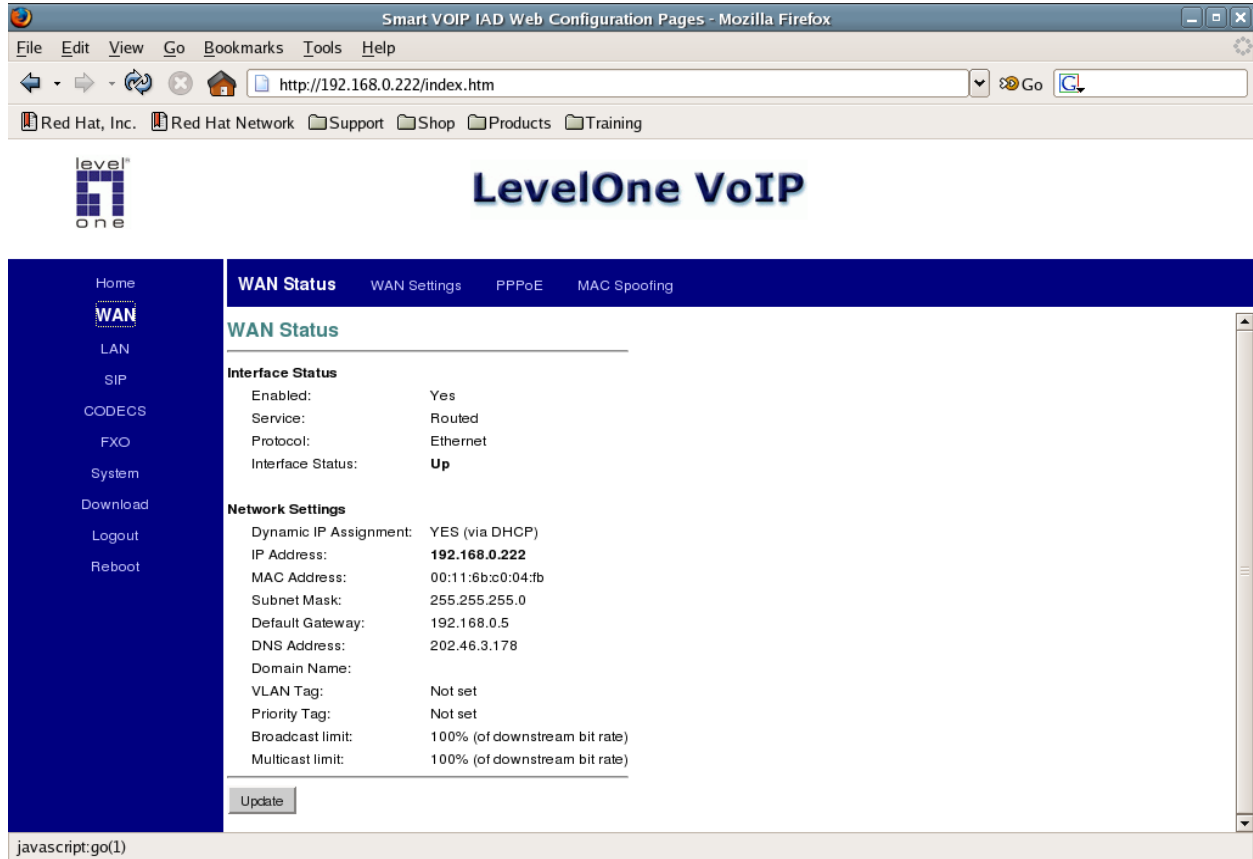 Smart VOIP IAD Web Configuration Pages - Mozilla Firefox
File Edit View Go Bookmarks Tools Help
http://192.168.0.222/index.htm Go G
Red Hat, Inc. Red Hat Network Support Shop Products Training
level one
LevelOne VoIP
Home
WAN
LAN
SIP
CODECS
FXO
System
Download
Logout
Reboot
WAN Status WAN Settings PPPoE MAC Spoofing
WAN Status
Interface Status
Enabled: Yes
Service: Routed
Protocol: Ethernet
Interface Status: Up
Network Settings
Dynamic IP Assignment: YES (via DHCP)
IP Address: 192.168.0.222
MAC Address: 00:11:6b:c0:04:fb
Subnet Mask: 255.255.255.0
Default Gateway: 192.168.0.5
DNS Address: 202.46.3.178
Domain Name:
VLAN Tag: Not set
Priority Tag: Not set
Broadcast limit: 100% (of downstream bit rate)
Multicast limit: 100% (of downstream bit rate)
Update
javascript:go(1)